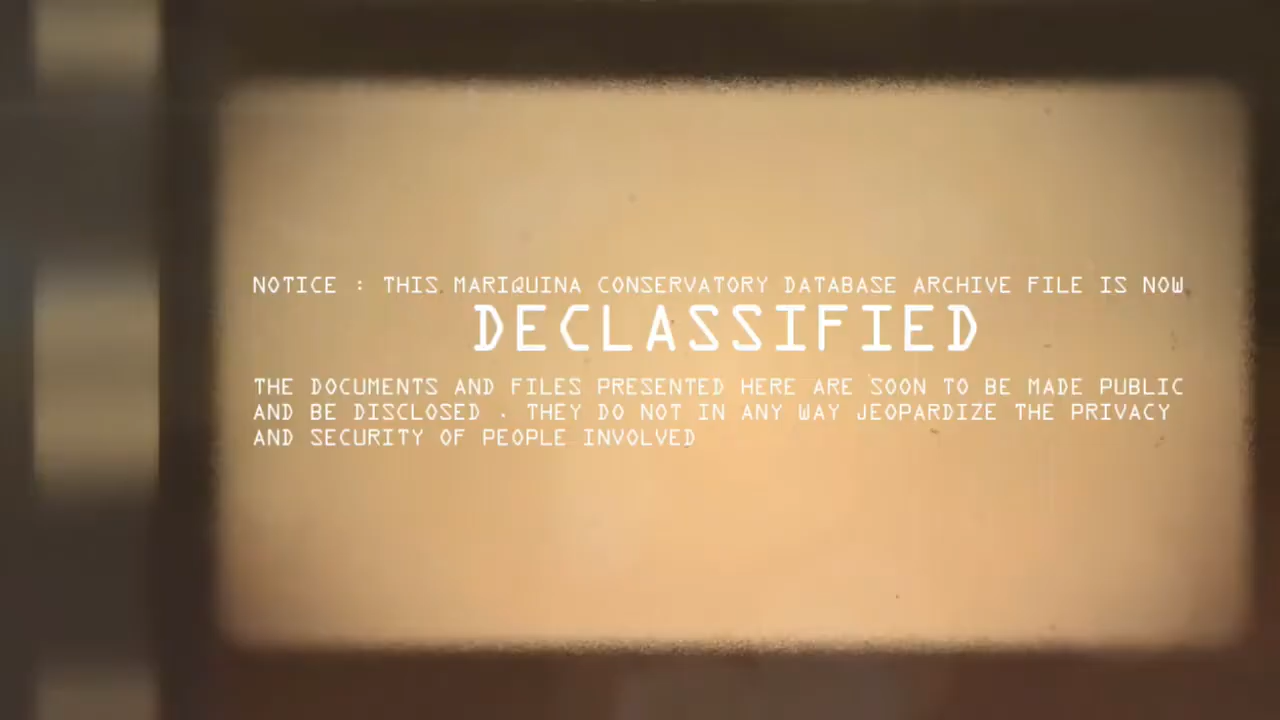 NOTICE : THIS MARIQUINA CONSERVATORY DATABASE ARCHIVE FILE IS NOW
DECLASSIFIED
THE DOCUMENTS AND FILES PRESENTED HERE ARE SOON TO BE MADE PUBLIC
AND BE DISCLOSED . THEY DO NOT IN ANY WAY JEOPARDIZE THE PRIVACY
AND SECURITY OF PEOPLE INVOLVED